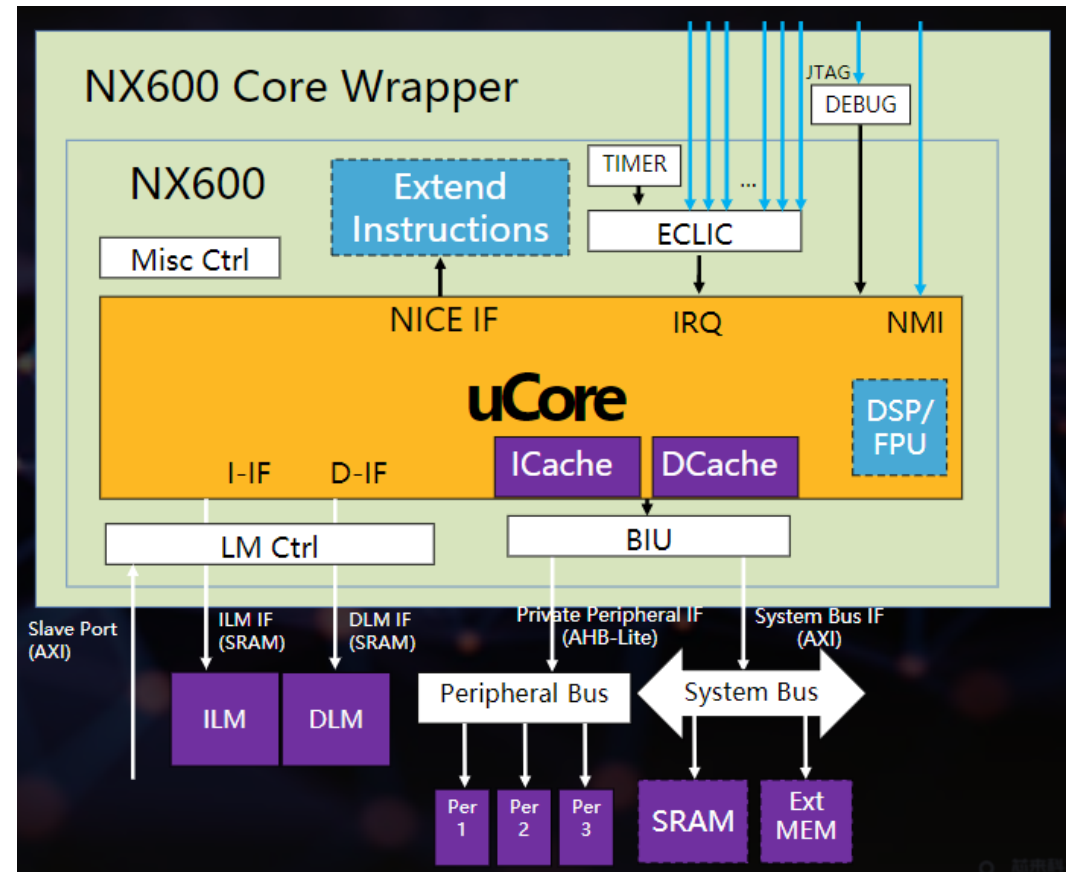 NX600 Core Wrapper
JTAG
DEBUG
NX600
Extend
Instructions
TIMER
...
ECLIC
Misc Ctrl
NICE IF
IRQ
NMI
uCore
DSP/
FPU
ICache
DCache
I-IF
D-IF
LM Ctrl
BIU
Slave Port
(AXI)
ILM IF
(SRAM)
DLM IF
(SRAM)
Private Peripheral IF
(AHB-Lite)
System Bus IF
(AXI)
ILM
DLM
Peripheral Bus
System Bus
Per
1
Per
2
Per
3
SRAM
Ext
MEM